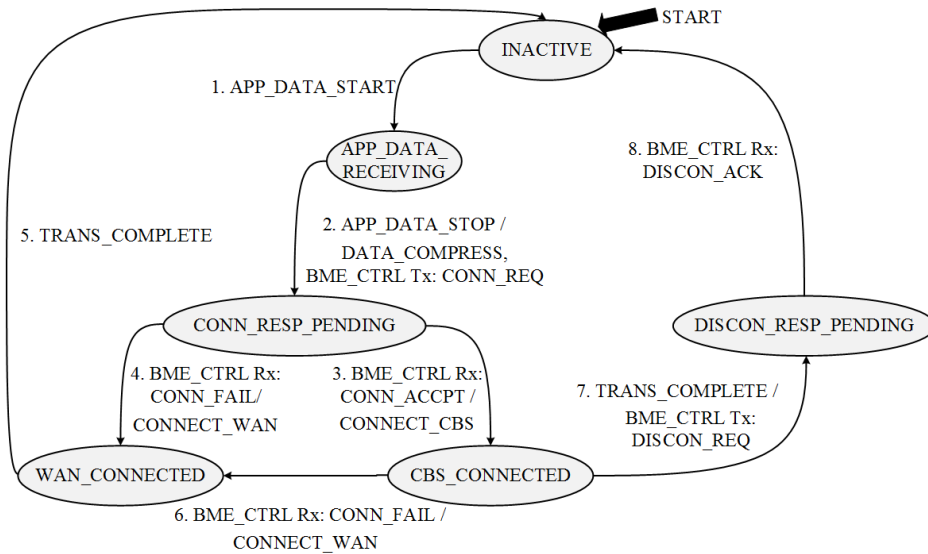 START
INACTIVE
1. APP_DATA_START
APP_DATA_
RECEIVING
8. BME_CTRL Rx:
DISCON_ACK
5. TRANS_COMPLETE
2. APP_DATA_STOP /
DATA_COMPRESS,
BME_CTRL Tx: CONN_REQ
CONN_RESP_PENDING
DISCON_RESP_PENDING
4. BME_CTRL Rx:
CONN_FAIL/
CONNECT_WAN
3. BME_CTRL Rx:
CONN_ACCPT /
CONNECT_CBS
7. TRANS_COMPLETE /
BME_CTRL Tx:
DISCON_REQ
WAN_CONNECTED
CBS_CONNECTED
6. BME_CTRL Rx: CONN_FAIL /
CONNECT_WAN